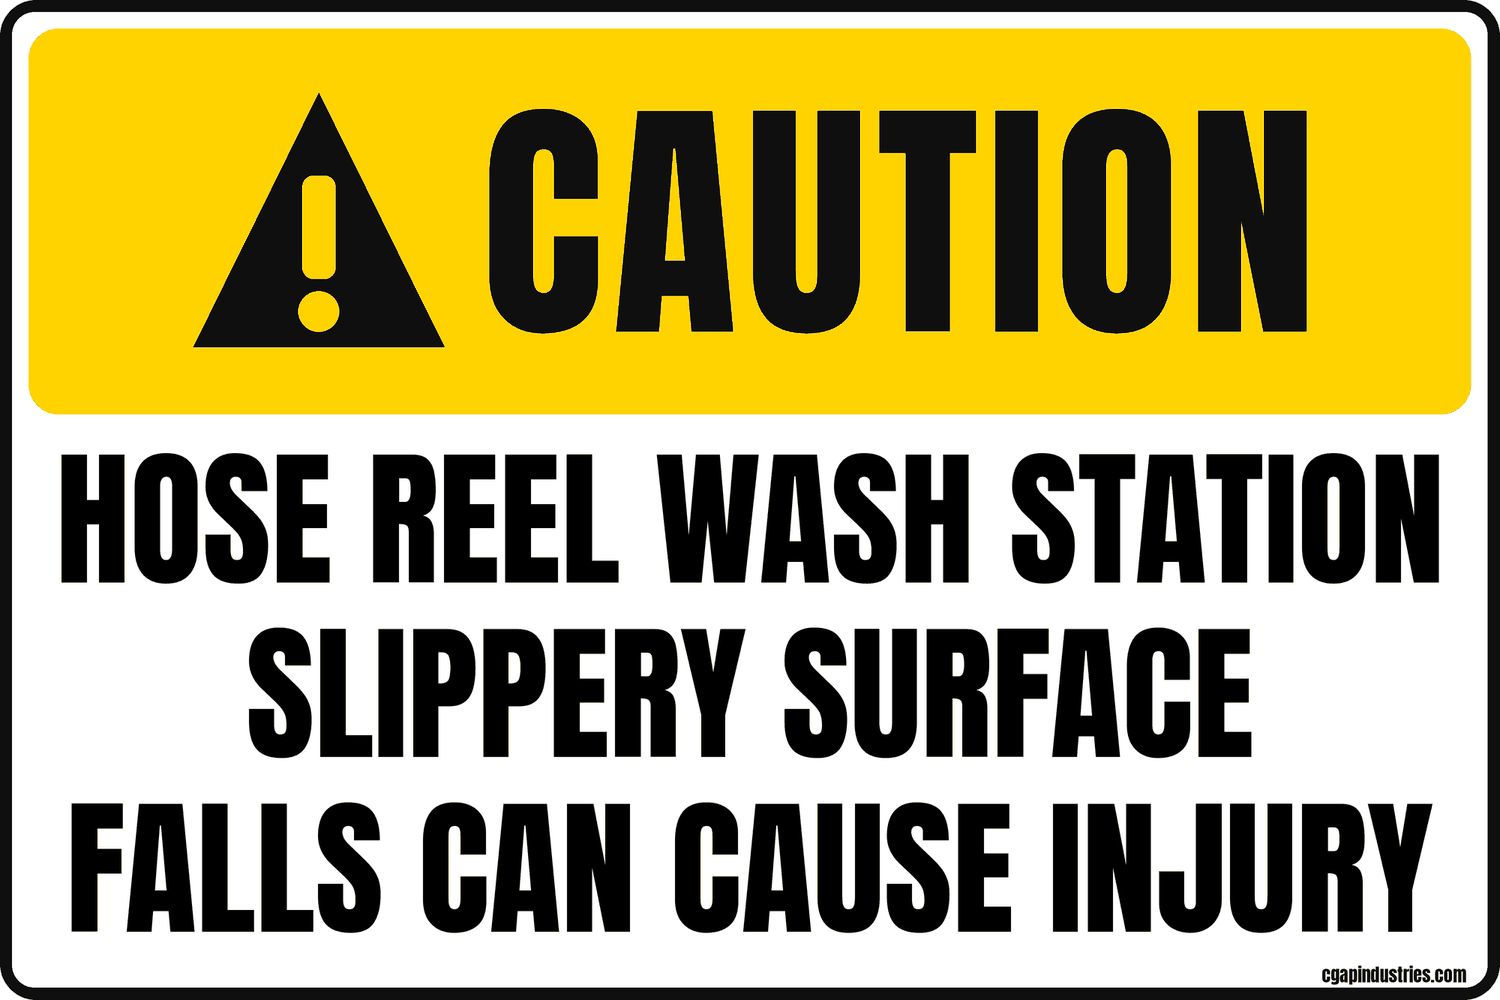 CAUTION
HOSE REEL WASH STATION
SLIPPERY SURFACE
FALLS CAN CAUSE INJURY
cgapindustries.com